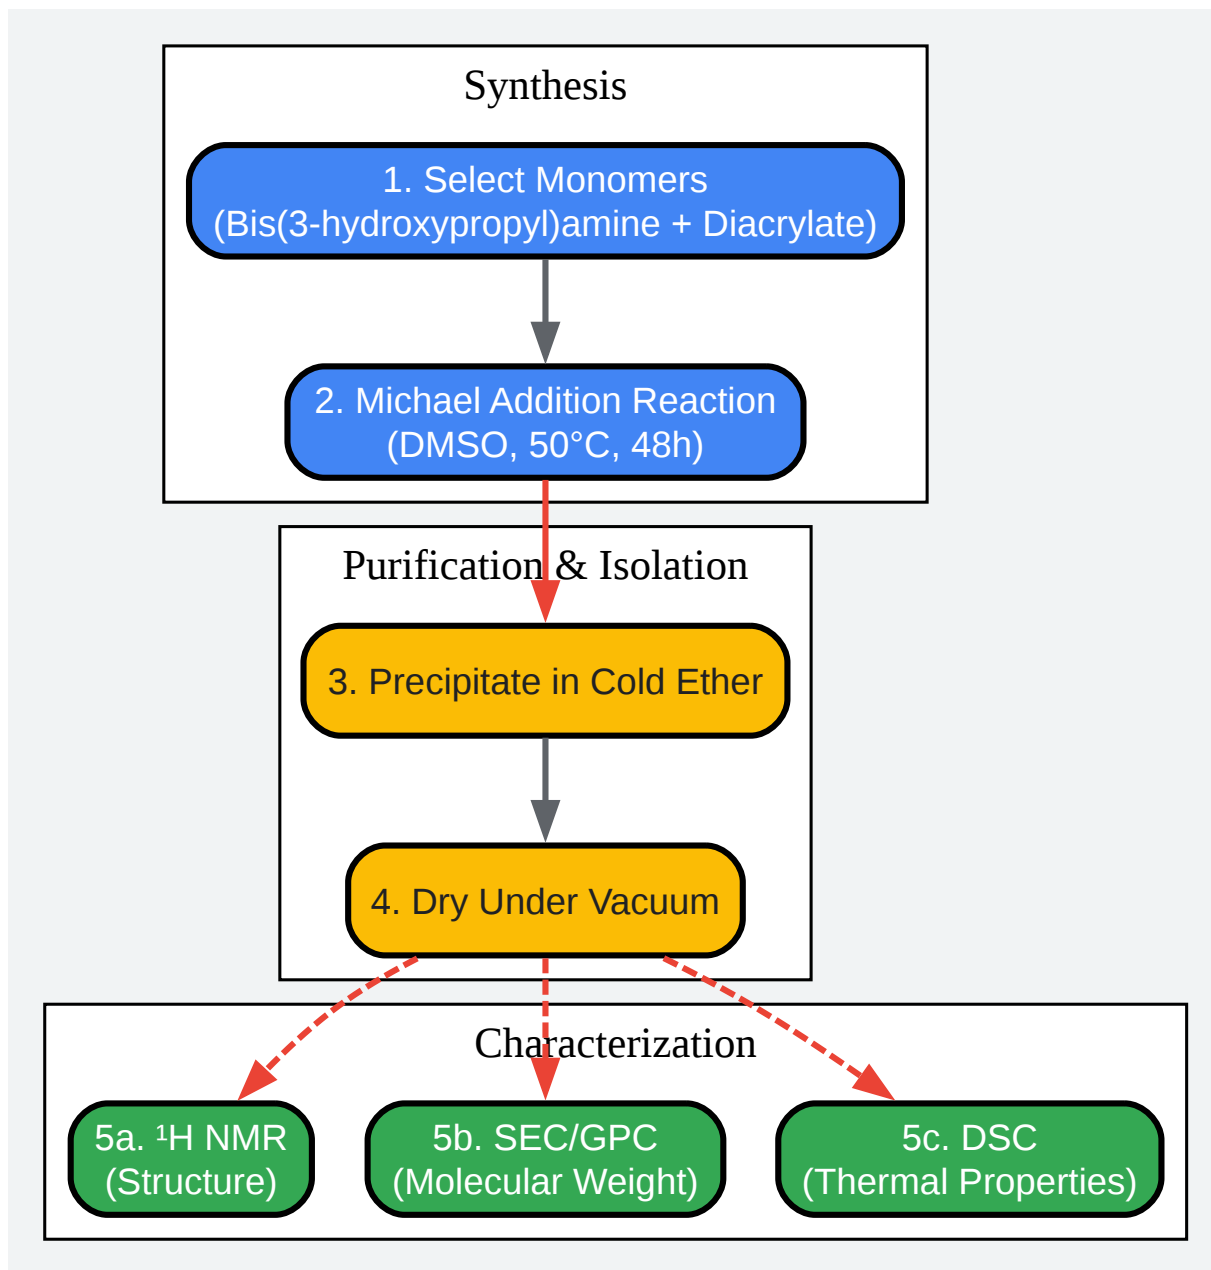 Synthesis
1. Select Monomers
(Bis(3-hydroxypropyl)amine + Diacrylate)
2. Michael Addition Reaction
(DMSO, 50°C, 48h)
Purification & Isolation
3. Precipitate in Cold Ether
4. Dry Under Vacuum
Characterization
5a. ¹H NMR
(Structure)
5b. SEC/GPC
(Molecular Weight)
5c. DSC
(Thermal Properties)